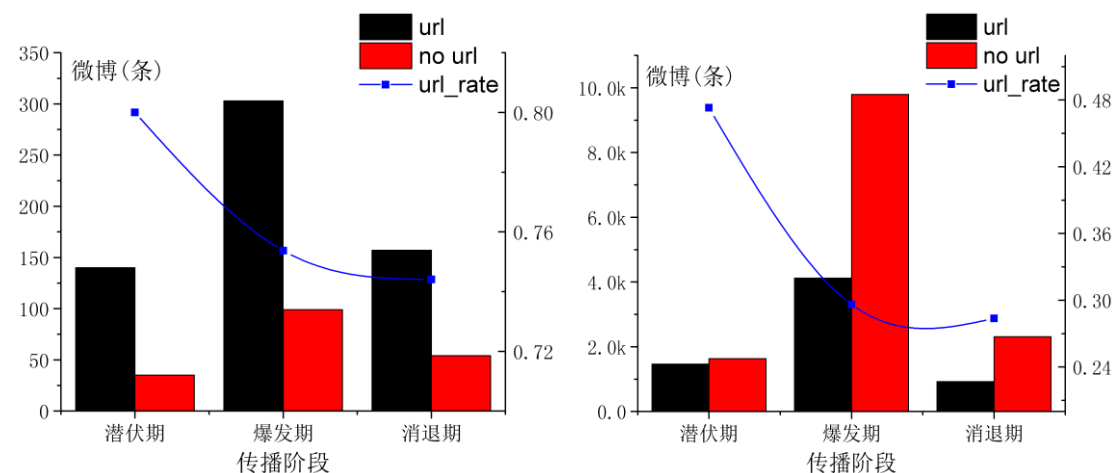 url
no url
url_rate
微博(条)
350
300
250
200
150
100
50
0
0.80
0.76
0.72
潜伏期 爆发期 消退期
传播阶段
url
no url
url_rate
微博(条)
10.0k
8.0k
6.0k
4.0k
2.0k
0.0
0.48
0.42
0.36
0.30
0.24
潜伏期 爆发期 消退期
传播阶段